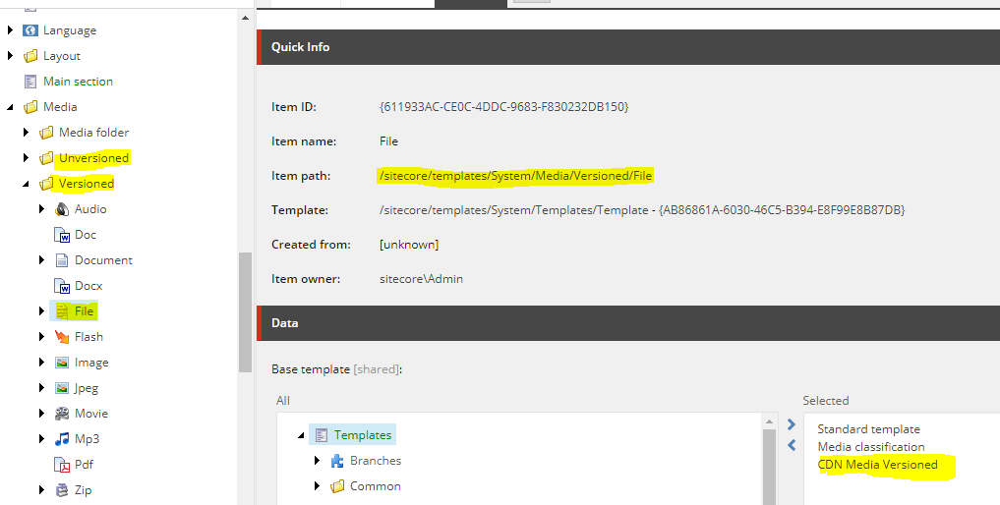 Language
Layout
Main section
Media
Media folder
Unversioned
Versioned
Audio
Doc
Document
Docx
File
Flash
Image
Jpeg
Movie
Mp3
Pdf
Zip
Quick Info
Item ID: {611933AC-CE0C-4DDC-9683-F830232DB150}
Item name: File
Item path: /sitecore/templates/System/Media/Versioned/File
Template: /sitecore/templates/System/Templates/Template - {AB86861A-6030-46C5-B394-E8F99E8B87DB}
Created from: [unknown]
Item owner: sitecore\Admin
Data
Base template [shared]:
All
Templates
Branches
Common
Selected
Standard template
Media classification
CDN Media Versioned